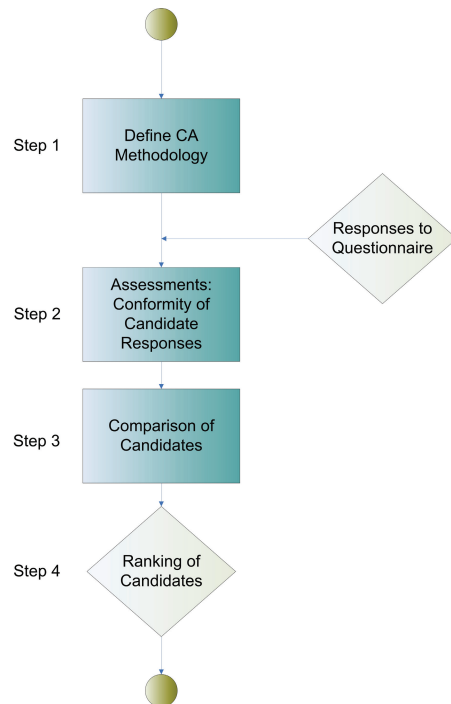 Step 1
Define CA
Methodology
Responses to
Questionnaire
Step 2
Assessments:
Conformity of
Candidate
Responses
Step 3
Comparison of
Candidates
Step 4
Ranking of
Candidates